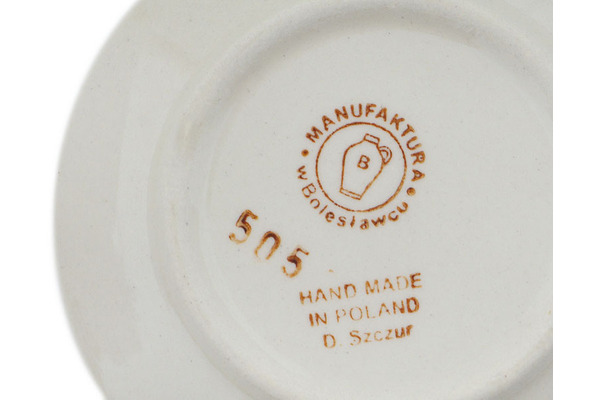 • MANUFAKTURA •
w Bolesławcu
B
505
HAND MADE
IN POLAND
D. Szczur